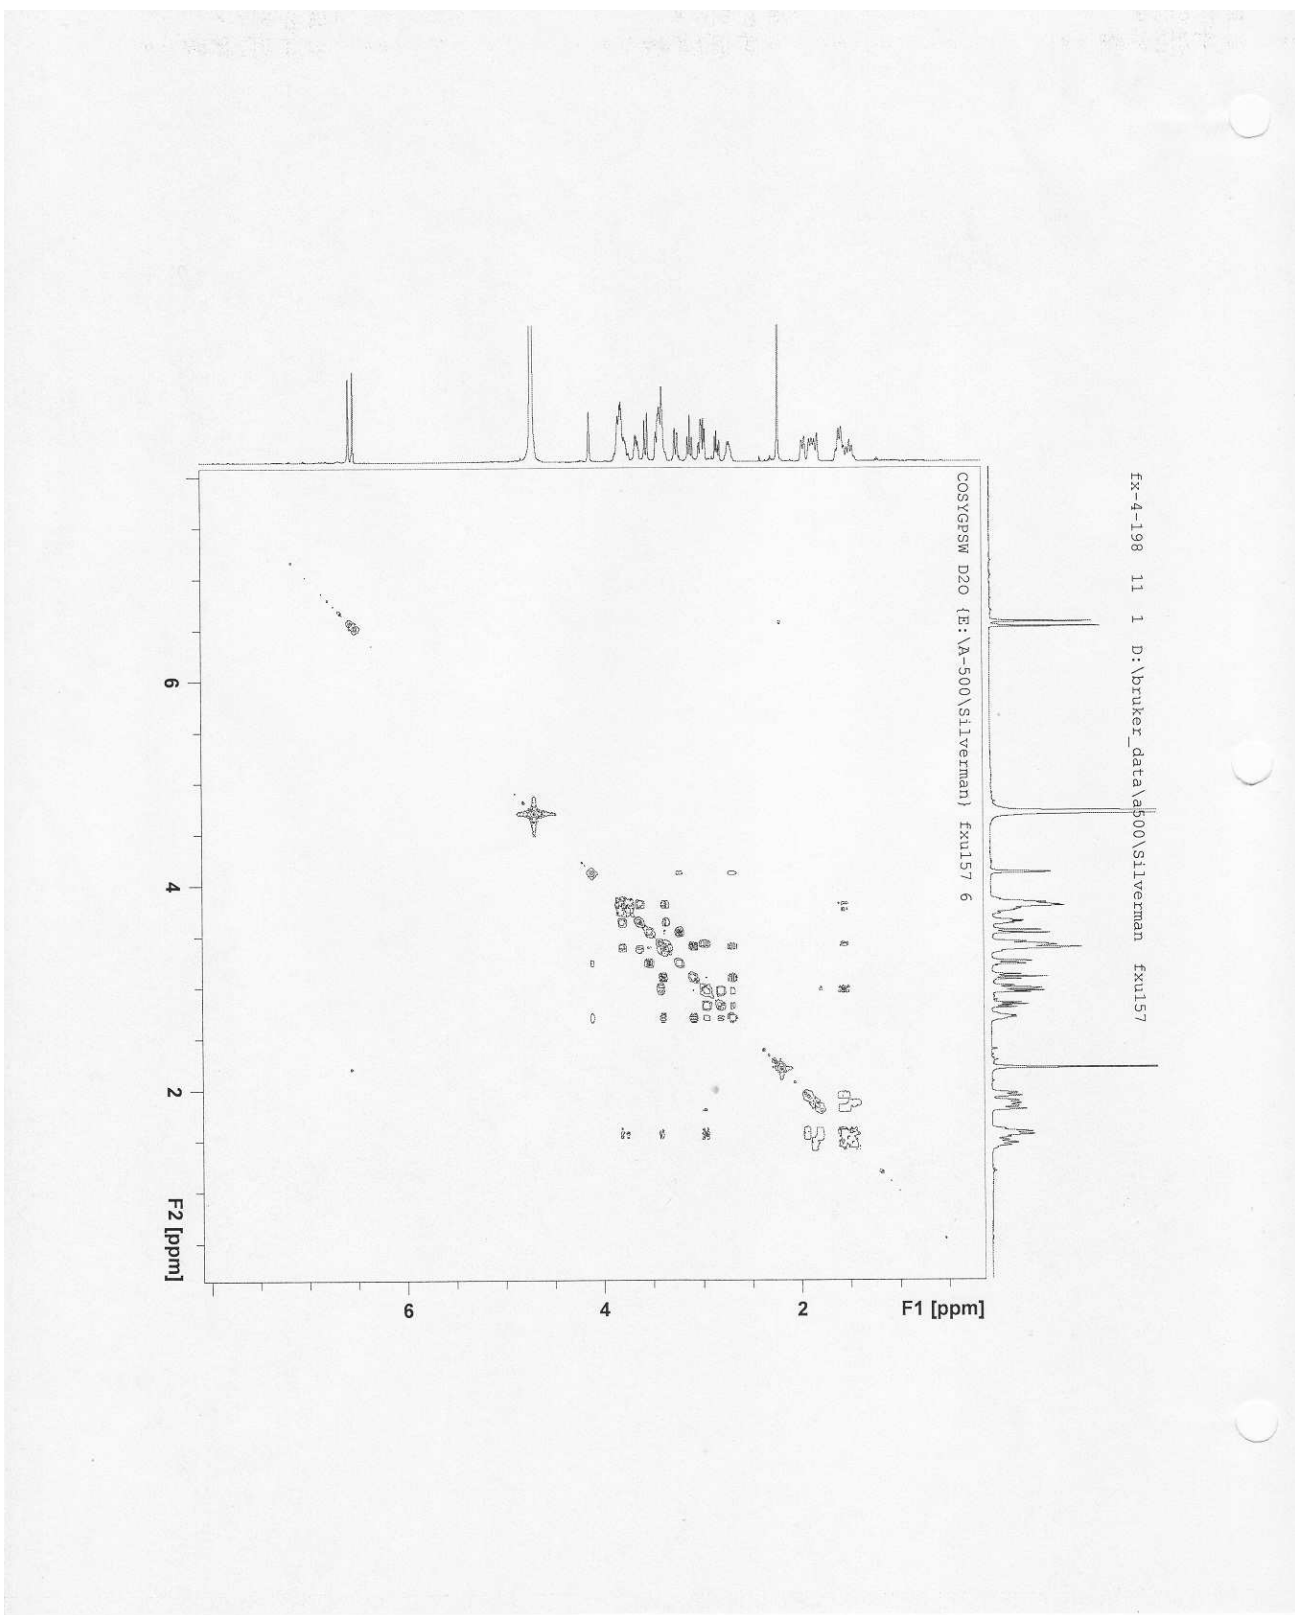 fx-4-198 11 1 D:\bruker_data\a500\Silverman fxu157
COSYGPSW D2O {E:\A-500\Silverman} fxu157 6
6
4
2
F2 [ppm]
6
4
2
F1 [ppm]